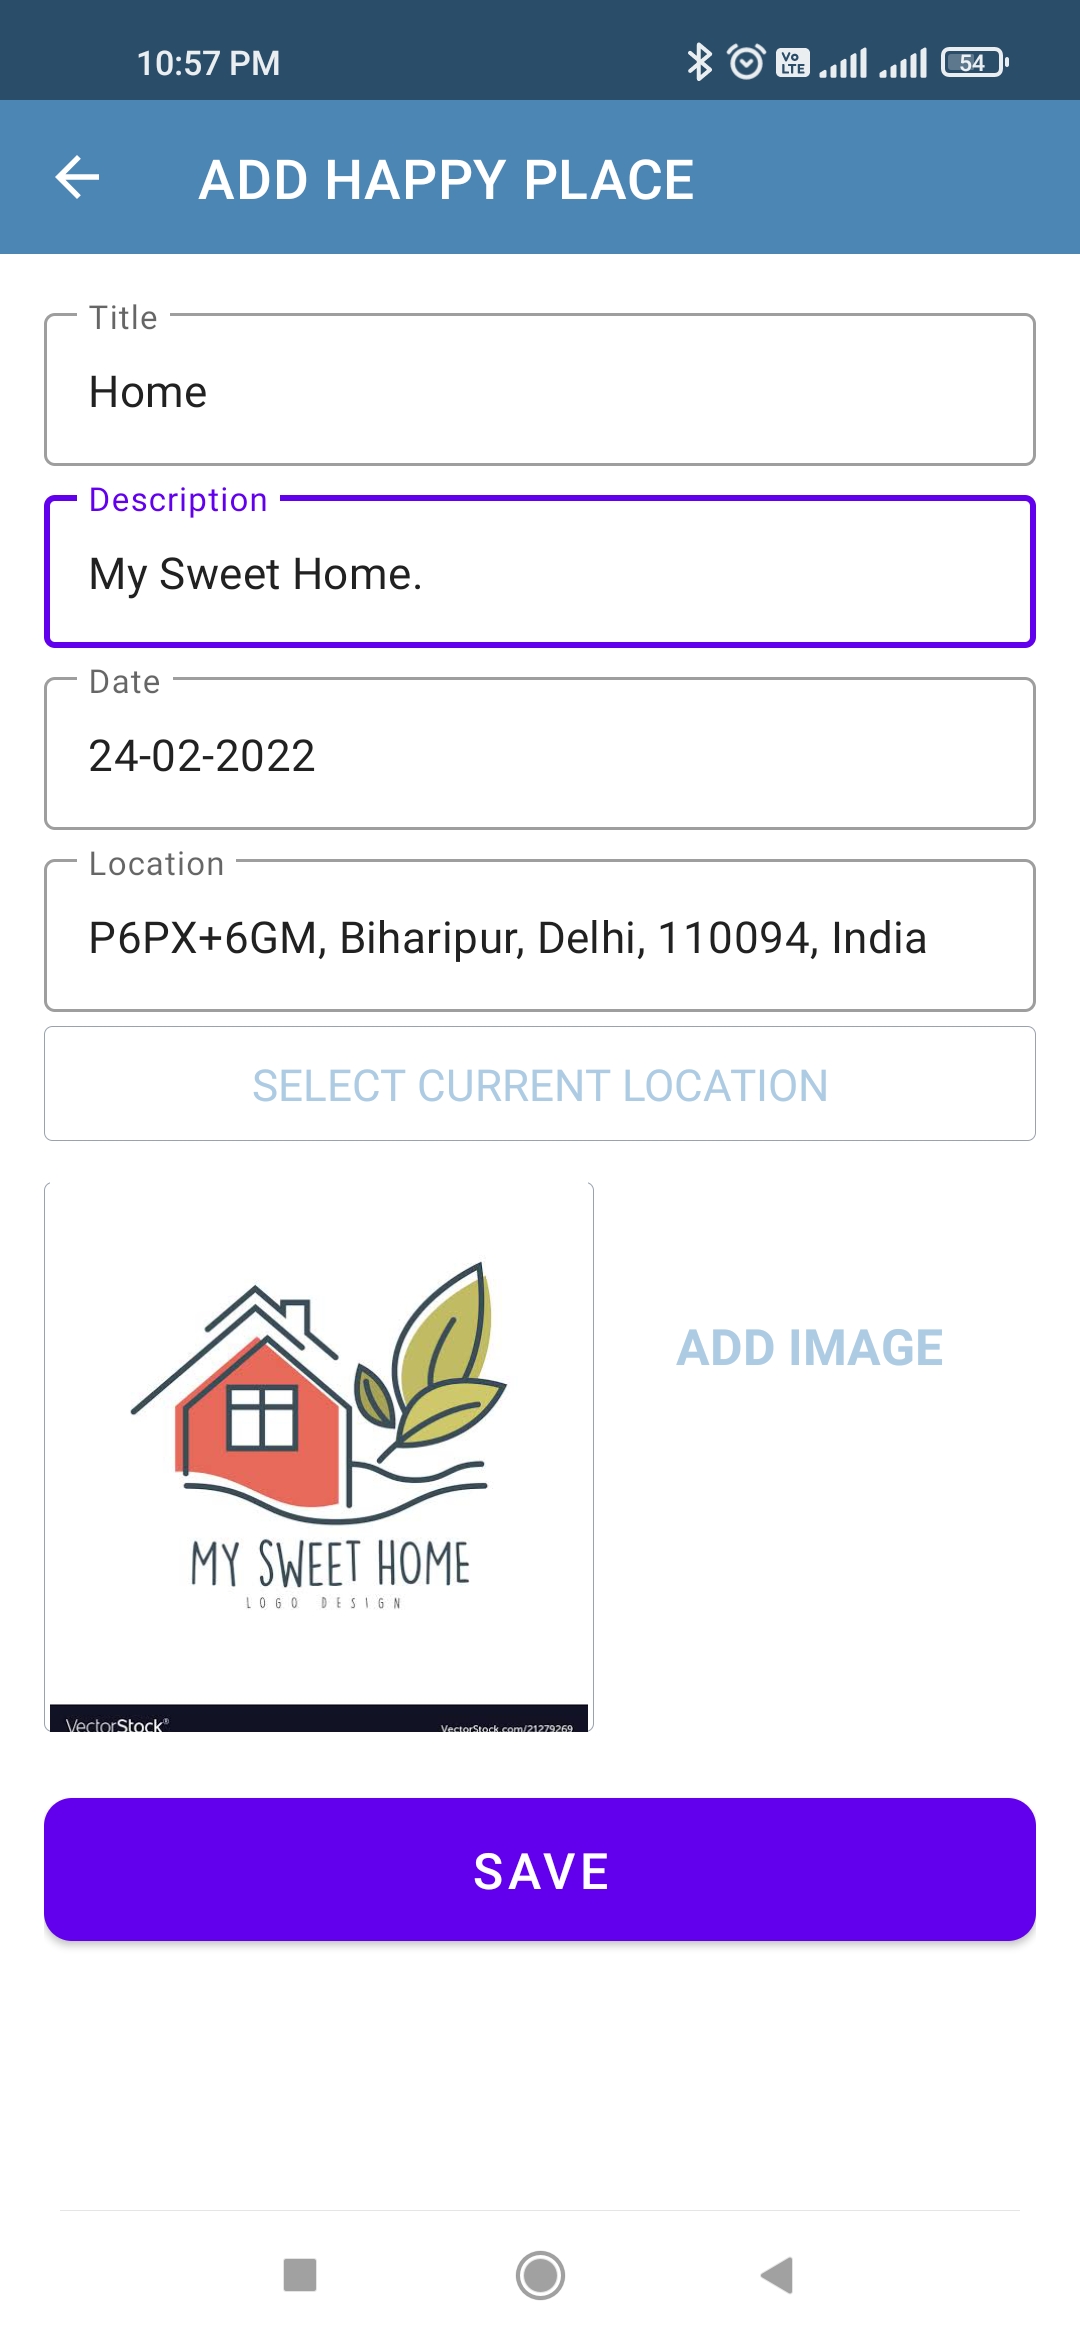 10:57 PM
Vo
LTE
54
ADD HAPPY PLACE
Title
Home
Description
My Sweet Home.
Date
24-02-2022
Location
P6PX+6GM, Biharipur, Delhi, 110094, India
SELECT CURRENT LOCATION
ADD IMAGE
MY SWEET HOME
LOGO DESIGN
VectorStock®
VectorStock.com/21279269
SAVE